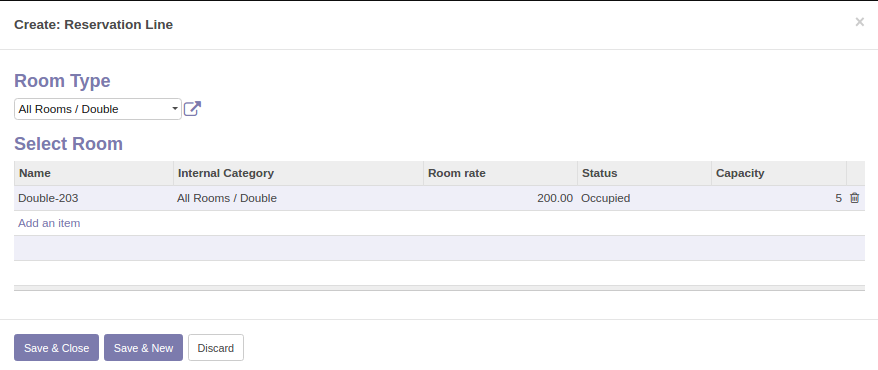 Create: Reservation Line ×
Room Type
All Rooms / Double
Select Room
Name Internal Category Room rate Status Capacity
Double-203 All Rooms / Double 200.00 Occupied 5
Add an item
Save & Close Save & New Discard